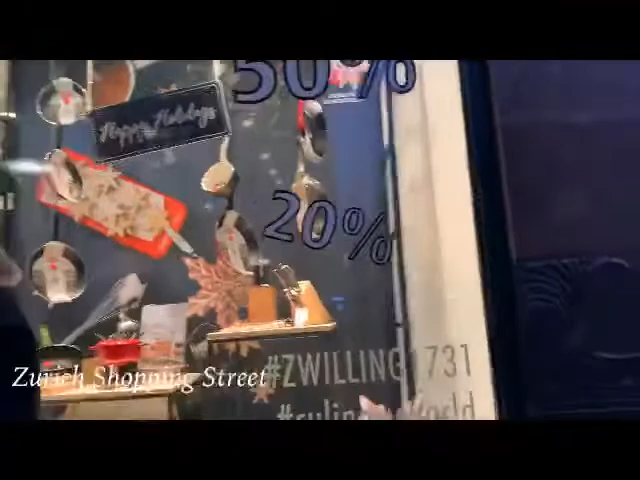 50%
Happy Holidays
20%
#ZWILLING1731
Zurich Shopping Street